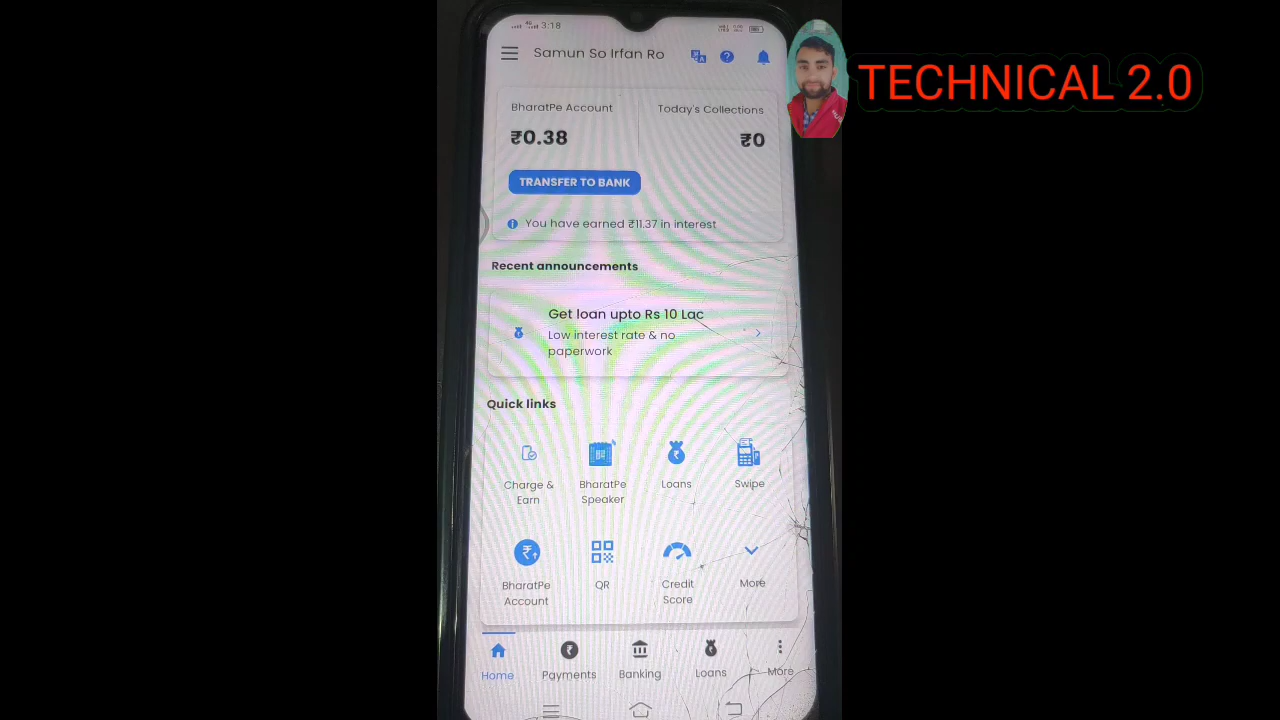 3:18
Samun So Irfan Ro
TECHNICAL 2.0
BharatPe Account
Today's Collections
₹0.38
₹0
TRANSFER TO BANK
You have earned ₹11.37 in interest
Recent announcements
Get loan upto Rs 10 Lac
Low interest rate & no
paperwork
Quick links
Charge &
Earn
BharatPe
Speaker
Loans
Swipe
BharatPe
Account
QR
Credit
Score
More
Home
Payments
Banking
Loans
More